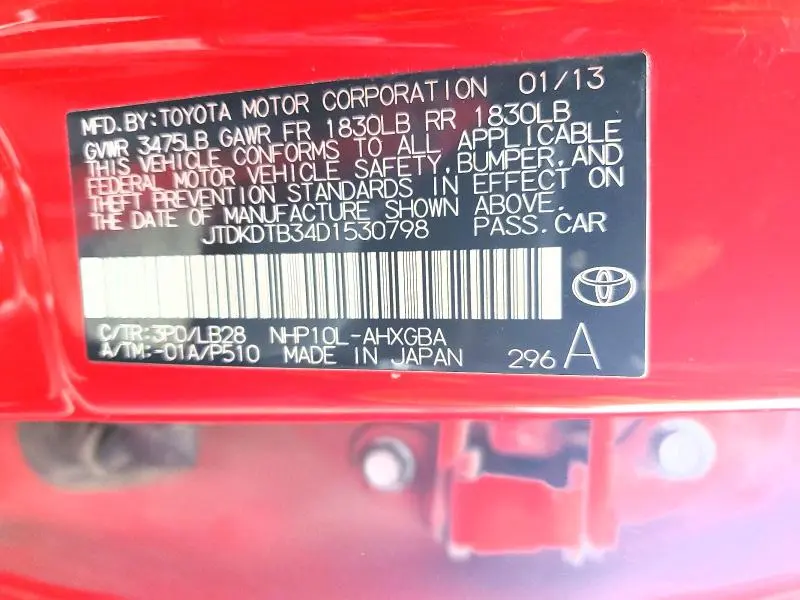 MFD.BY:TOYOTA MOTOR CORPORATION 01/13
GVWR 3475LB GAWR FR 1830LB RR 1830LB
THIS VEHICLE CONFORMS TO ALL APPLICABLE
FEDERAL MOTOR VEHICLE SAFETY,BUMPER,AND
THEFT PREVENTION STANDARDS IN EFFECT ON
THE DATE OF MANUFACTURE SHOWN ABOVE.
JTDKDTB34D1530798 PASS.CAR
C/TR:3P0/LB28 NHP10L-AHXGBA
A/TM:-01A/P510 MADE IN JAPAN 296 A